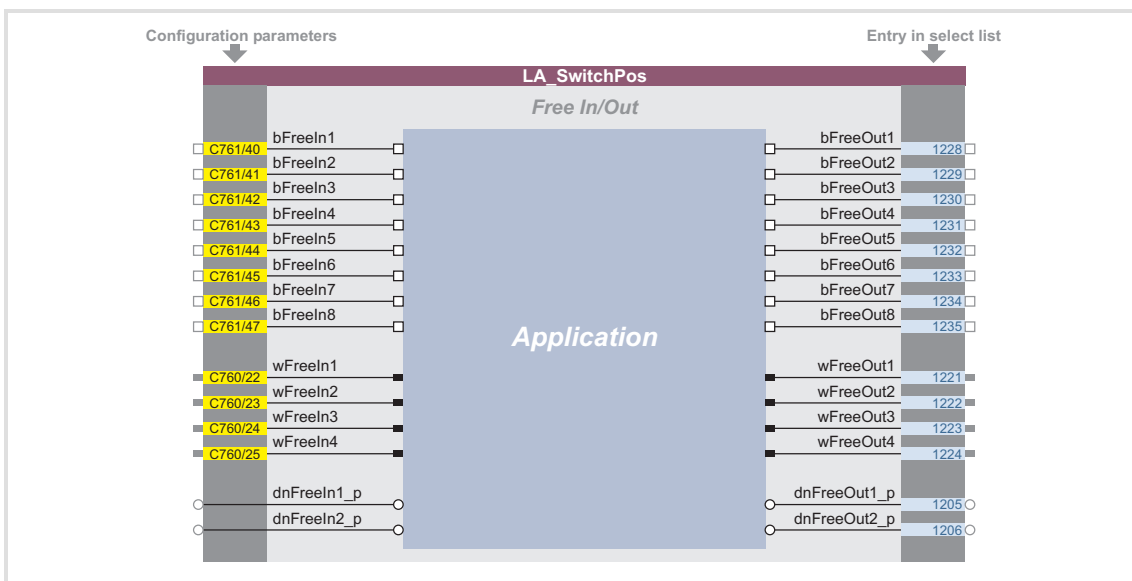 Configuration parameters Entry in select list
LA_SwitchPos
Free In/Out
bFreeIn1 bFreeOut1
C761/40 1228
bFreeIn2 bFreeOut2
C761/41 1229
bFreeIn3 bFreeOut3
C761/42 1230
bFreeIn4 bFreeOut4
C761/43 1231
bFreeIn5 bFreeOut5
C761/44 1232
bFreeIn6 bFreeOut6
C761/45 1233
bFreeIn7 bFreeOut7
C761/46 1234
bFreeIn8 bFreeOut8
C761/47 1235
Application
wFreeIn1 wFreeOut1
C760/22 1221
wFreeIn2 wFreeOut2
C760/23 1222
wFreeIn3 wFreeOut3
C760/24 1223
wFreeIn4 wFreeOut4
C760/25 1224
dnFreeIn1_p dnFreeOut1_p
1205
dnFreeIn2_p dnFreeOut2_p
1206